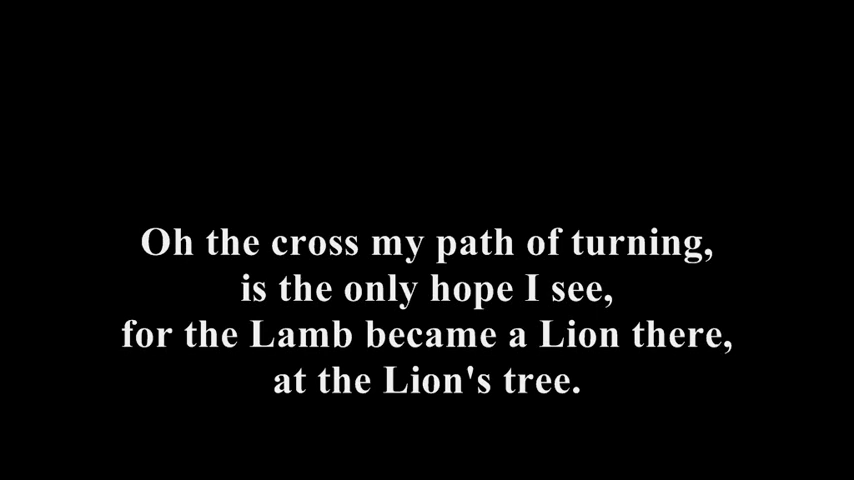 Oh the cross my path of turning,
is the only hope I see,
for the Lamb became a Lion there,
at the Lion's tree.